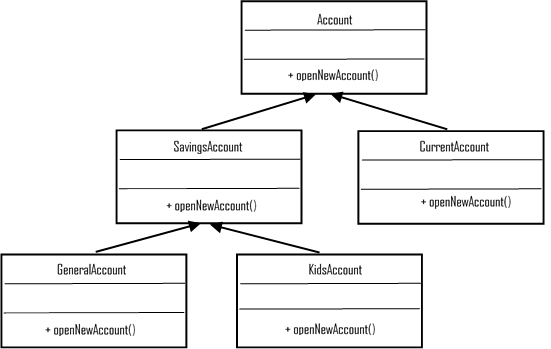 Account
+ openNewAccount()
SavingsAccount
+ openNewAccount()
CurrentAccount
+ openNewAccount()
GeneralAccount
+ openNewAccount()
KidsAccount
+ openNewAccount()